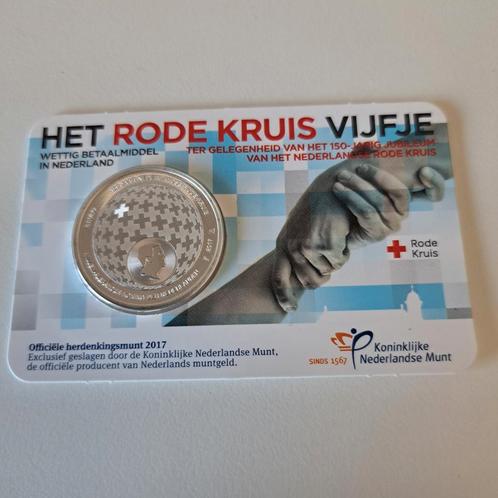 HET RODE KRUIS VIJFJE
WETTIG BETAALMIDDEL
IN NEDERLAND
TER GELEGENHEID VAN HET 150-JARIG JUBILEUM
VAN HET NEDERLANDSE RODE KRUIS
Rode
Kruis
Officiële herdenkingsmunt 2017
Exclusief geslagen door de Koninklijke Nederlandse Munt,
de officiële producent van Nederlands muntgeld.
SINDS 1567
Koninklijke
Nederlandse Munt